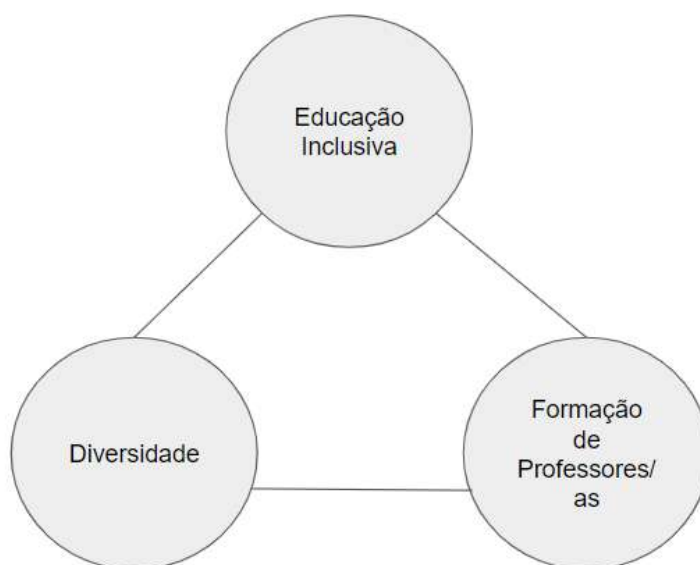 Educação
Inclusiva
Diversidade
Formação
de
Professores/
as